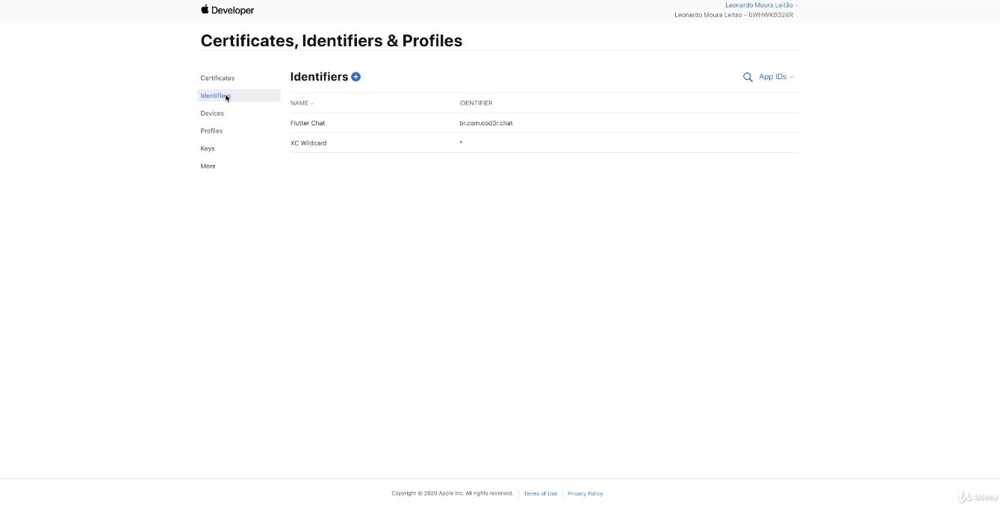 Developer
Leonardo Moura Leitão
Leonardo Moura Leitao - 6WHWKB324R
Certificates, Identifiers & Profiles
Certificates
Identifiers
Devices
Profiles
Keys
More
Identifiers
App IDs
NAME
IDENTIFIER
Flutter Chat
br.com.cod3r.chat
XC Wildcard
*
Copyright © 2020 Apple Inc. All rights reserved.
Terms of Use
Privacy Policy
Udemy